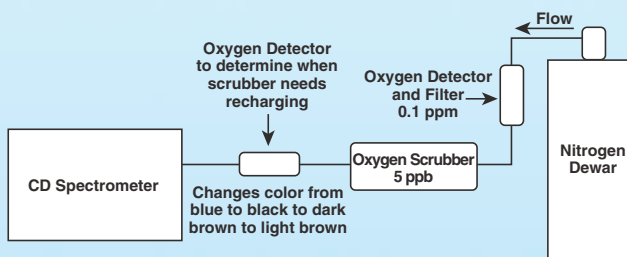 Flow
Oxygen Detector
to determine when
scrubber needs
recharging
Oxygen Detector
and Filter
0.1 ppm
Nitrogen
Dewar
Oxygen Scrubber
5 ppb
CD Spectrometer
Changes color from
blue to black to dark
brown to light brown